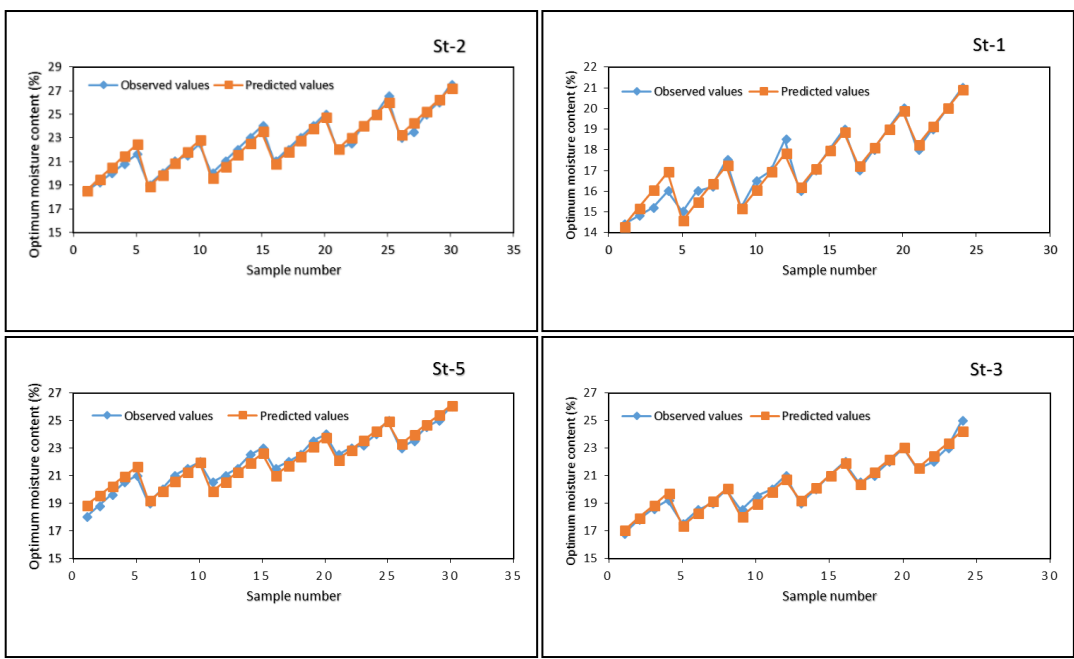 St-2
Optimum moisture content (%)
Observed values Predicted values
29
27
25
23
21
19
17
15
0 5 10 15 20 25 30 35
Sample number
St-1
Optimum moisture content (%)
Observed values Predicted values
22
21
20
19
18
17
16
15
14
0 5 10 15 20 25 30
Sample number
St-5
Optimum moisture content (%)
Observed values Predicted values
27
25
23
21
19
17
15
0 5 10 15 20 25 30 35
Sample number
St-3
Optimum moisture content (%)
Observed values Predicted values
27
25
23
21
19
17
15
0 5 10 15 20 25 30
Sample number